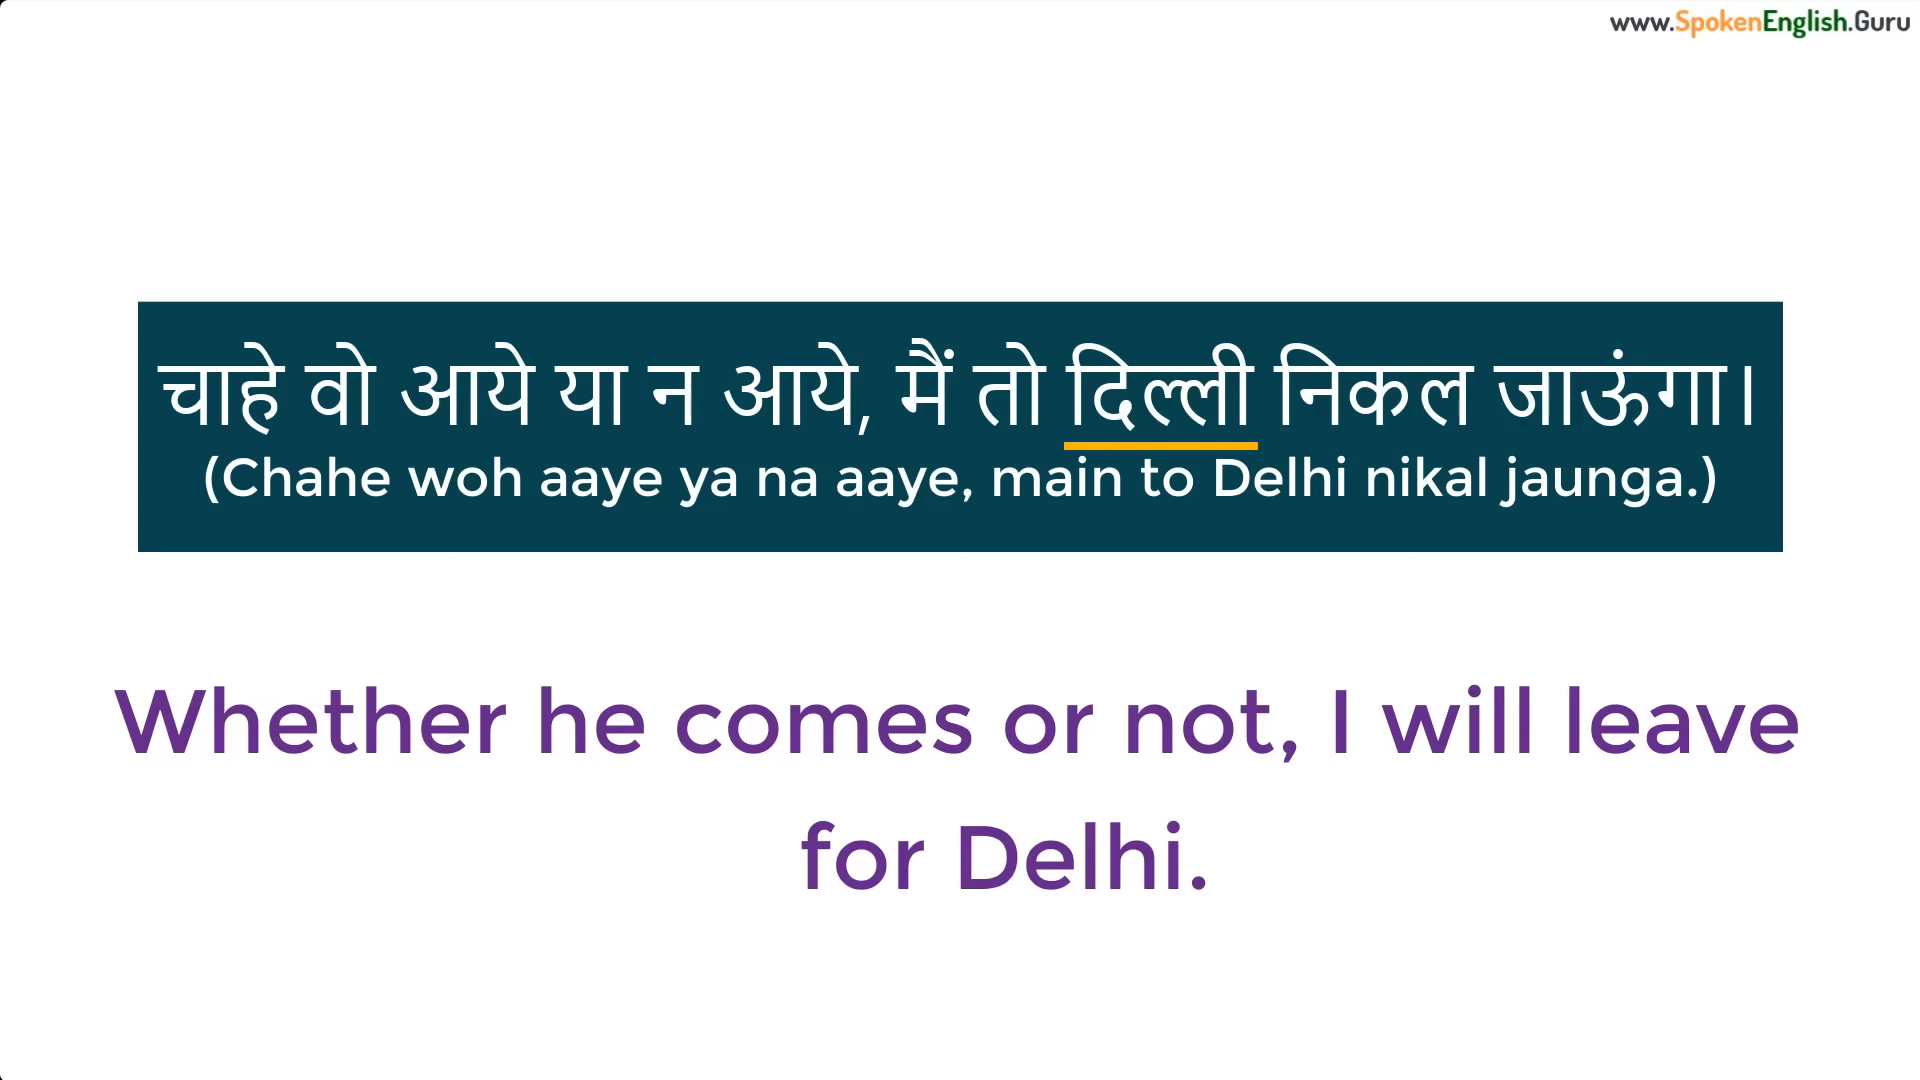 www.SpokenEnglish.Guru
चाहे वो आये या न आये, मैं तो दिल्ली निकल जाऊंगा।
(Chahe woh aaye ya na aaye, main to Delhi nikal jaunga.)
Whether he comes or not, I will leave
for Delhi.